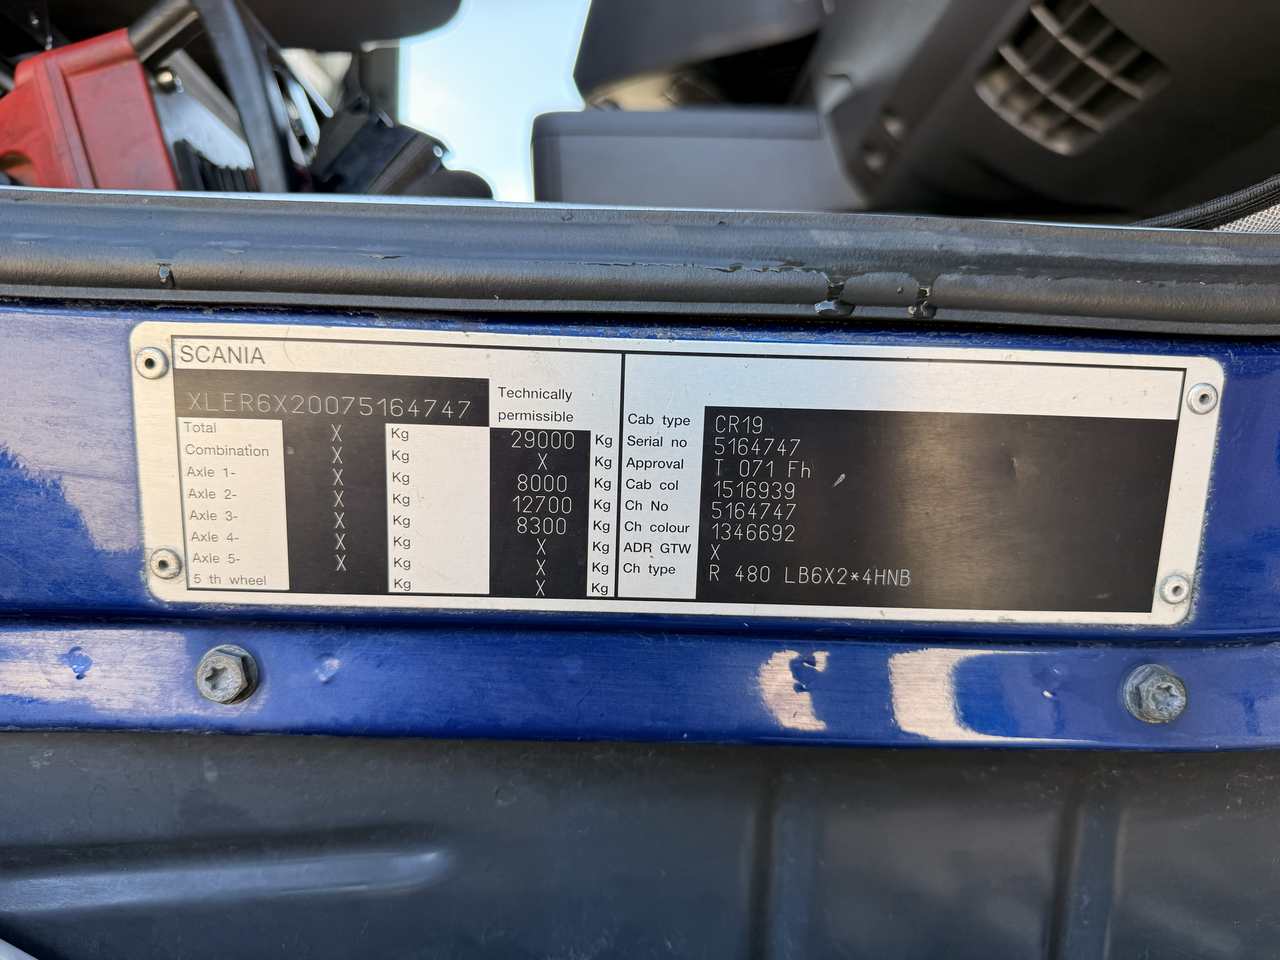 SCANIA
XLER6X20075164747
Technically
permissible
Total X Kg 29000 Kg
Combination X Kg X Kg
Axle 1- X Kg 8000 Kg
Axle 2- X Kg 12700 Kg
Axle 3- X Kg 8300 Kg
Axle 4- X Kg X Kg
Axle 5- X Kg X Kg
5 th wheel Kg X Kg
Cab type CR19
Serial no 5164747
Approval T 071 Fh
Cab col 1516939
Ch No 5164747
Ch colour 1346692
ADR GTW X
Ch type R 480 LB6X2*4HNB